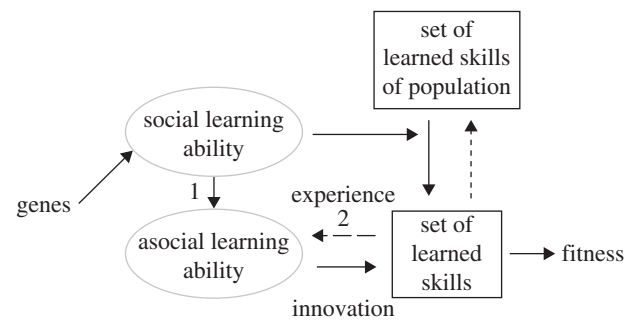 set of
learned skills
of population
social learning
ability
1
experience
genes
2
set of
learned
skills
asocial learning
ability
fitness
innovation